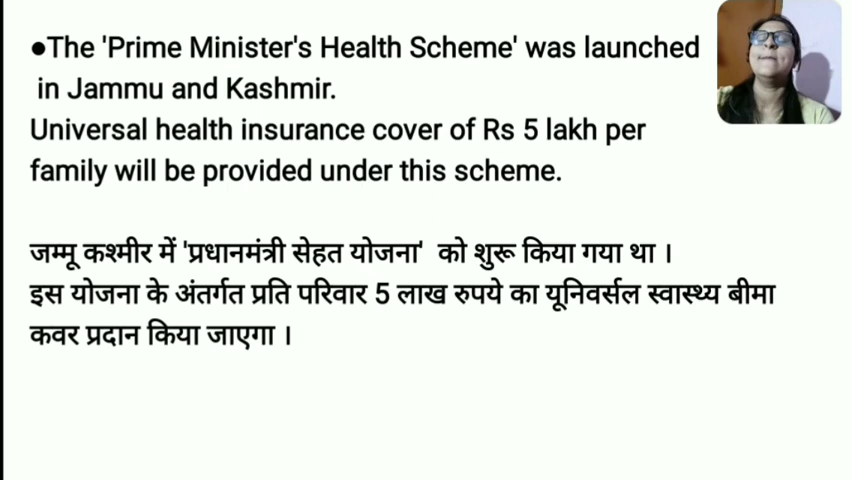 ●The 'Prime Minister's Health Scheme' was launched
in Jammu and Kashmir.
Universal health insurance cover of Rs 5 lakh per
family will be provided under this scheme.
जम्मू कश्मीर में 'प्रधानमंत्री सेहत योजना' को शुरू किया गया था ।
इस योजना के अंतर्गत प्रति परिवार 5 लाख रुपये का यूनिवर्सल स्वास्थ्य बीमा
कवर प्रदान किया जाएगा ।